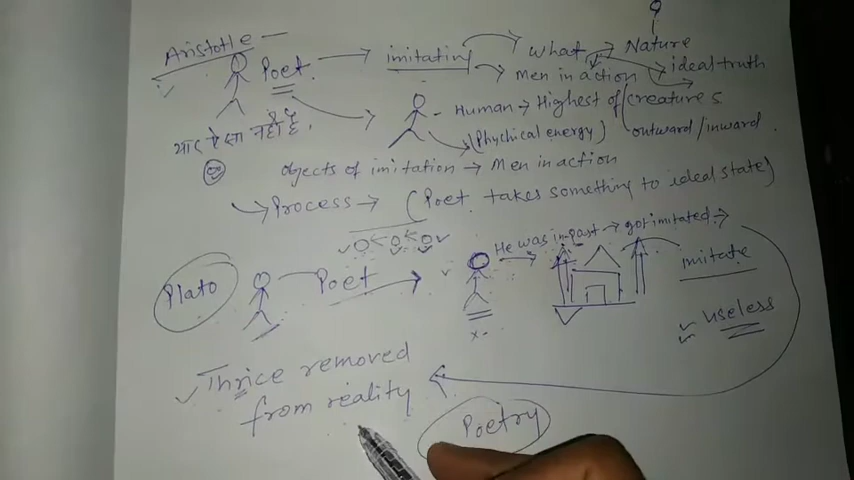 Aristotle —
Poet. → imitating → what → Nature
→ Men in action → ideal truth
→ Human → Highest of creatures
(Phychical energy) outward/inward.
नहीं है.
objects of imitation → Men in action
→ Process → (Poet takes something to ideal state)
He was in past → got imitated →
Plato Poet → imitate
✓ useless
✓ Thrice removed
from reality
Poetry